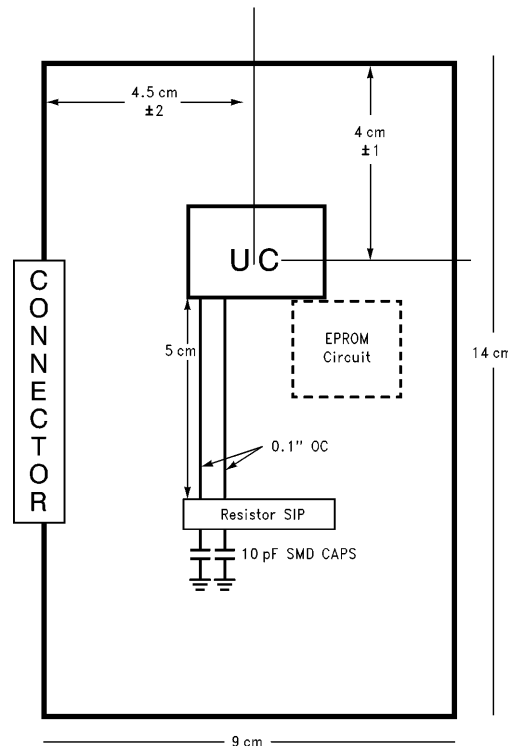 4.5 cm
±2
4 cm
±1
UC
CONNECTOR
5 cm
EPROM
Circuit
14 cm
0.1" OC
Resistor SIP
10 pF SMD CAPS
9 cm